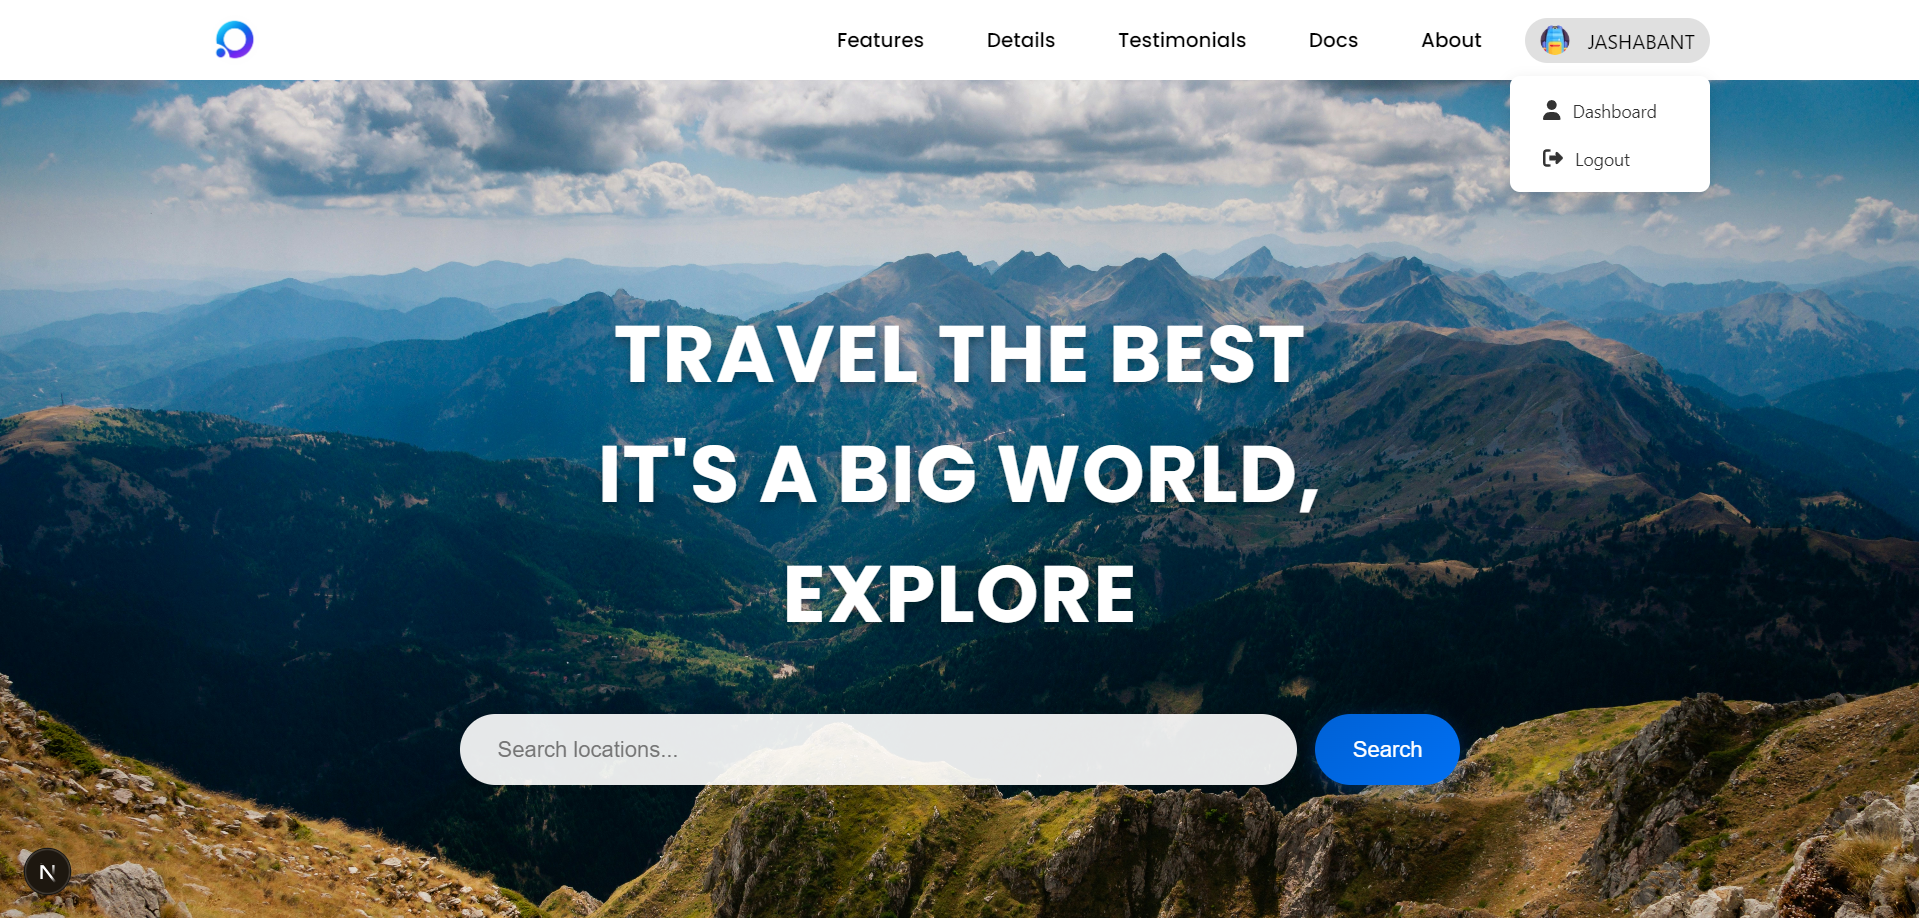 Features Details Testimonials Docs About JASHABANT
Dashboard
Logout
TRAVEL THE BEST
IT'S A BIG WORLD,
EXPLORE
Search locations... Search
N